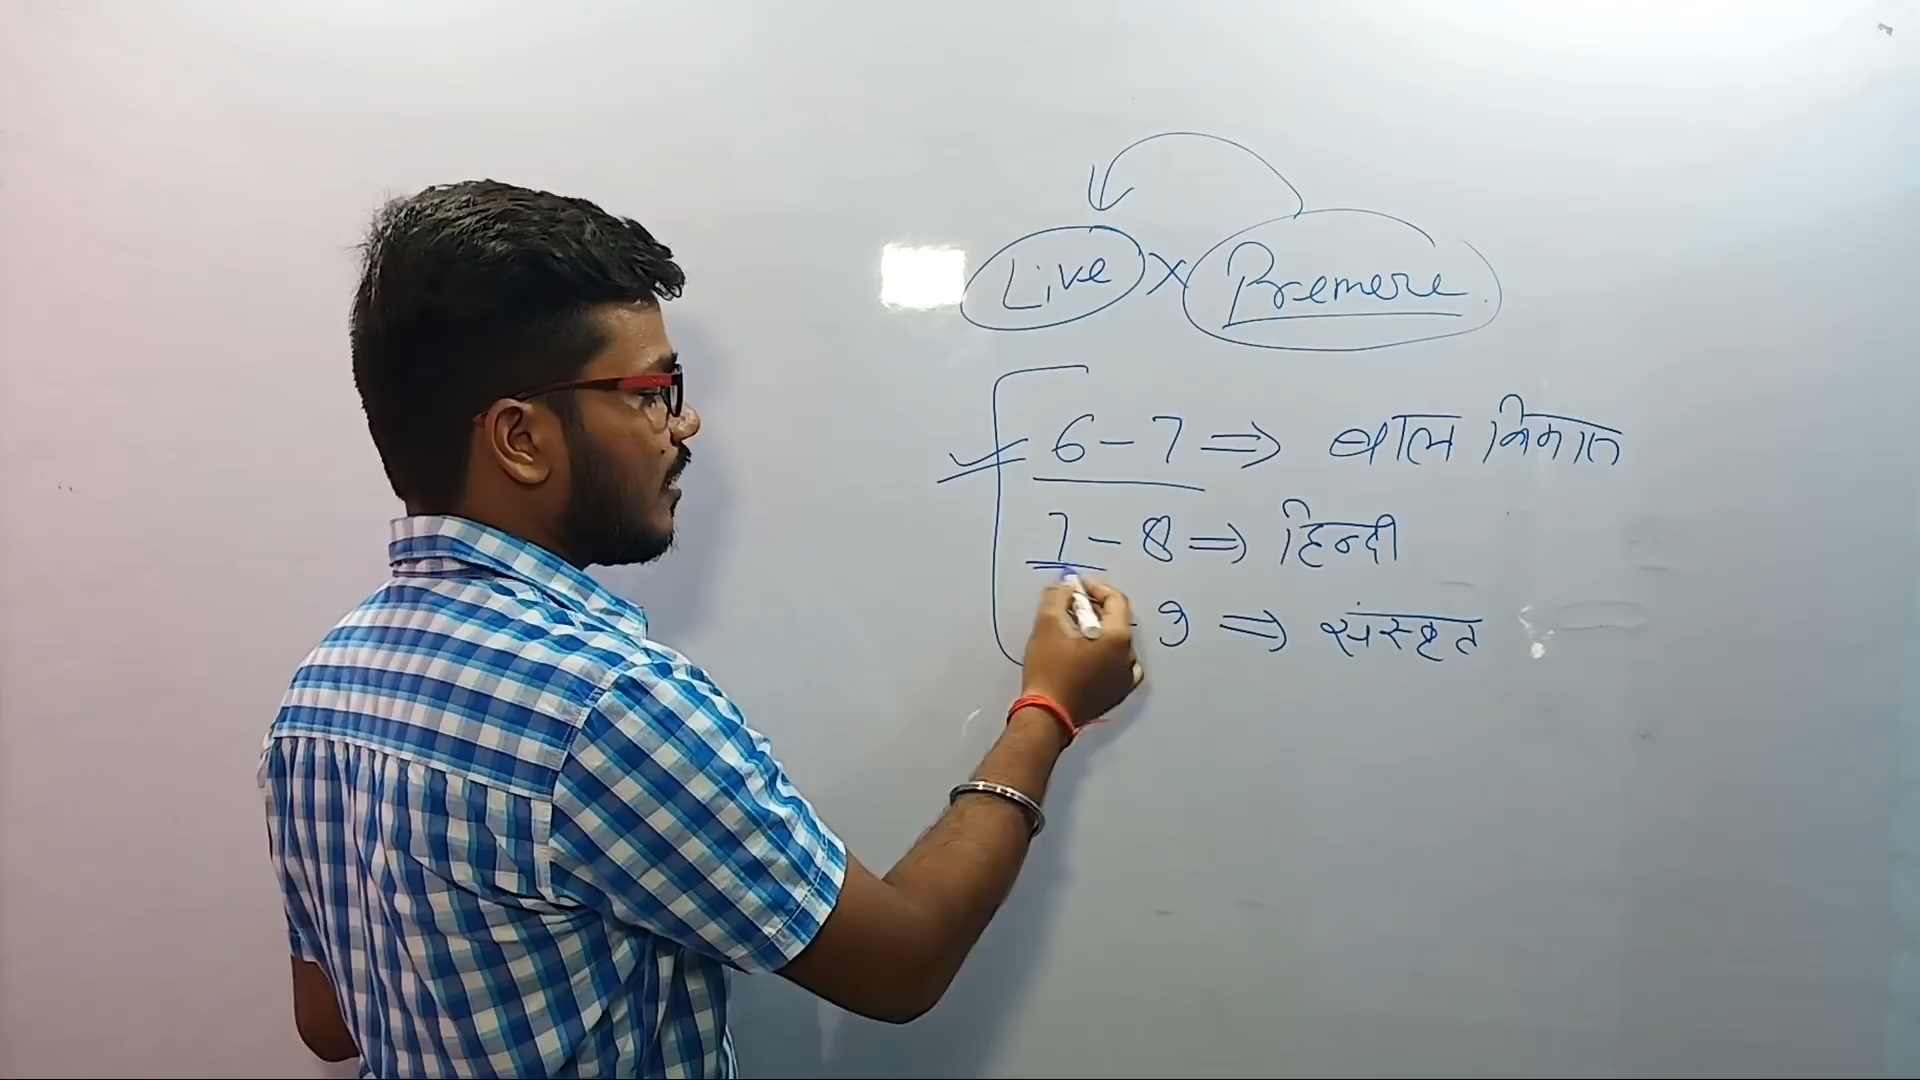 Live × Premere
6-7 ⇒ बाल विकास
7-8 ⇒ हिन्दी
- 9 ⇒ संस्कृत